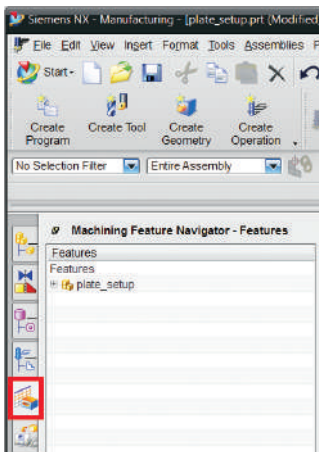 Siemens NX - Manufacturing - [plate_setup.prt (Modified
File Edit View Insert Format Tools Assemblies
Start
Create Program
Create Tool
Create Geometry
Create Operation
No Selection Filter
Entire Assembly
Machining Feature Navigator - Features
Features
Features
plate_setup